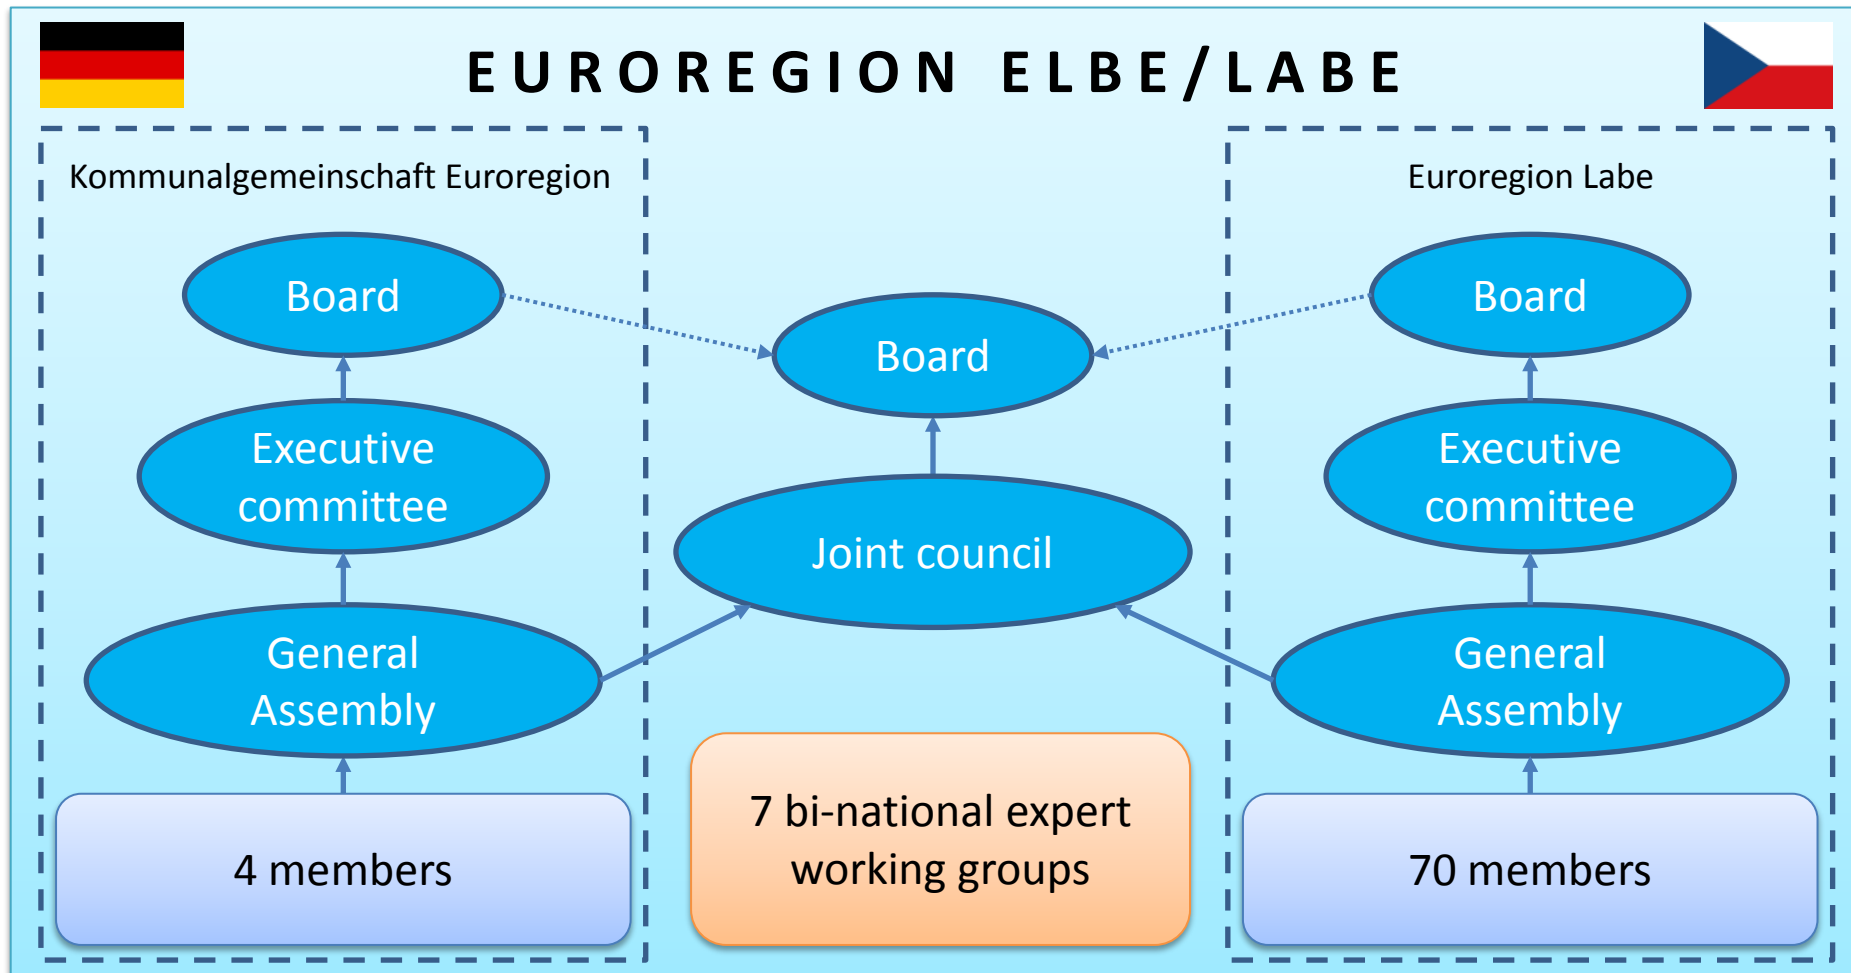 EUROREGION ELBE/LABE
Kommunalgemeinschaft Euroregion
Board
Executive
committee
General
Assembly
4 members
Board
Joint council
7 bi-national expert
working groups
Euroregion Labe
Board
Executive
committee
General
Assembly
70 members